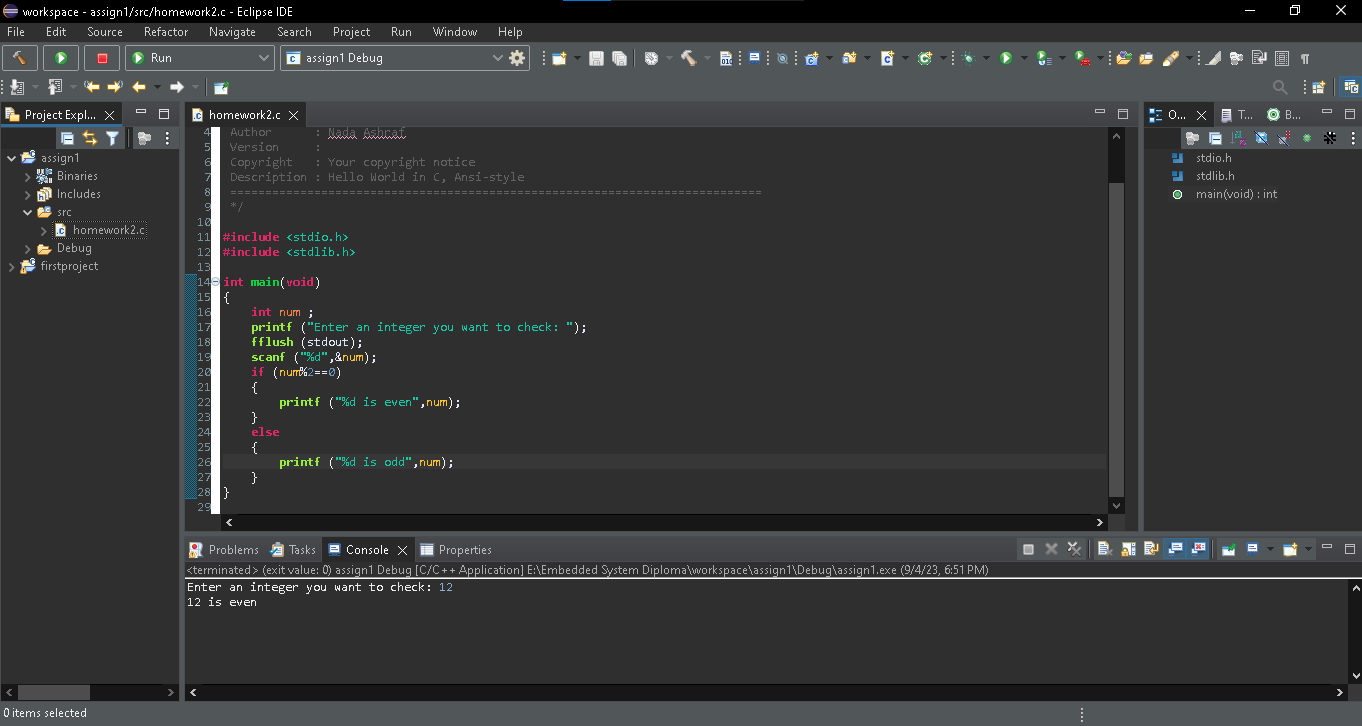 workspace - assign1/src/homework2.c - Eclipse IDE
File Edit Source Refactor Navigate Search Project Run Window Help
Run assign1 Debug
Project Expl... homework2.c O... T... B...
assign1
Binaries
Includes
src
homework2.c
Debug
firstproject
4 Author : Nada Ashraf
5 Version :
6 Copyright : Your copyright notice
7 Description : Hello World in C, Ansi-style
8 ============================================================================
9 */
10
11 #include <stdio.h>
12 #include <stdlib.h>
13
14 int main(void)
15 {
16 int num ;
17 printf ("Enter an integer you want to check: ");
18 fflush (stdout);
19 scanf ("%d",&num);
20 if (num%2==0)
21 {
22 printf ("%d is even",num);
23 }
24 else
25 {
26 printf ("%d is odd",num);
27 }
28 }
29
stdio.h
stdlib.h
main(void) : int
Problems Tasks Console Properties
<terminated> (exit value: 0) assign1 Debug [C/C++ Application] E:\Embedded System Diploma\workspace\assign1\Debug\assign1.exe (9/4/23, 6:51 PM)
Enter an integer you want to check: 12
12 is even
0 items selected